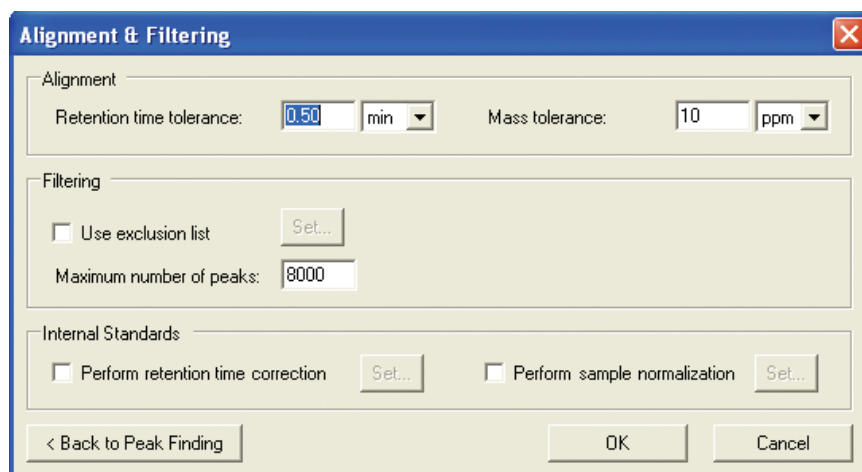 Alignment & Filtering
Alignment
Retention time tolerance: 0.50 min Mass tolerance: 10 ppm
Filtering
Use exclusion list Set...
Maximum number of peaks: 8000
Internal Standards
Perform retention time correction Set... Perform sample normalization Set...
< Back to Peak Finding OK Cancel